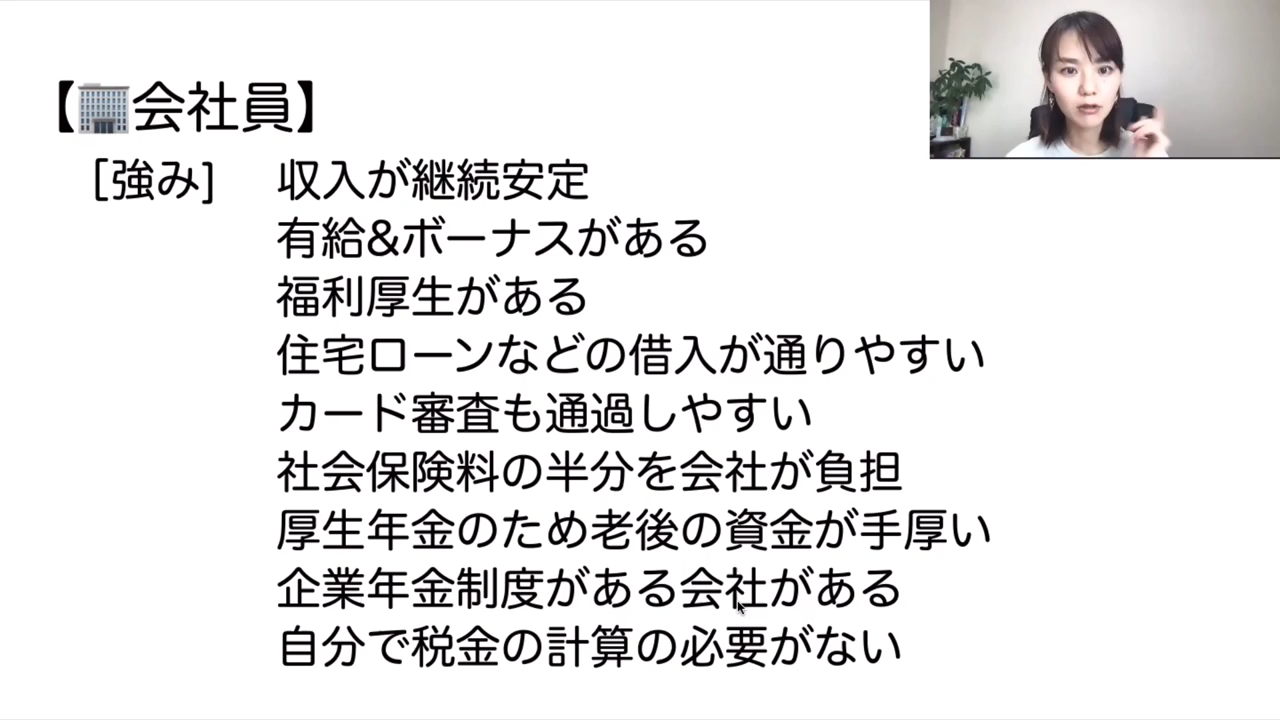 【🏢会社員】
[強み] 収入が継続安定
有給&ボーナスがある
福利厚生がある
住宅ローンなどの借入が通りやすい
カード審査も通過しやすい
社会保険料の半分を会社が負担
厚生年金のため老後の資金が手厚い
企業年金制度がある会社がある
自分で税金の計算の必要がない